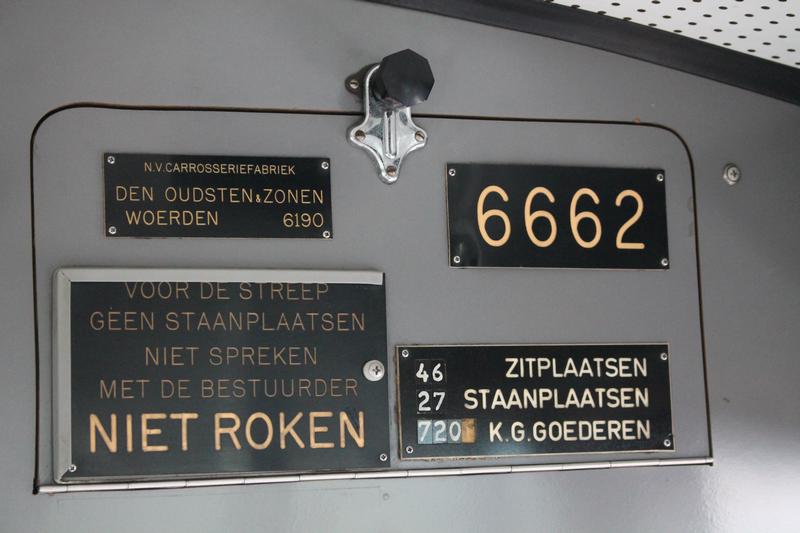 N.V. CARROSSERIEFABRIEK
DEN OUDSTEN & ZONEN
WOERDEN 6190
6662
VOOR DE STREEP
GEEN STAANPLAATSEN
NIET SPREKEN
MET DE BESTUURDER
NIET ROKEN
46 ZITPLAATSEN
27 STAANPLAATSEN
720 K.G. GOEDEREN